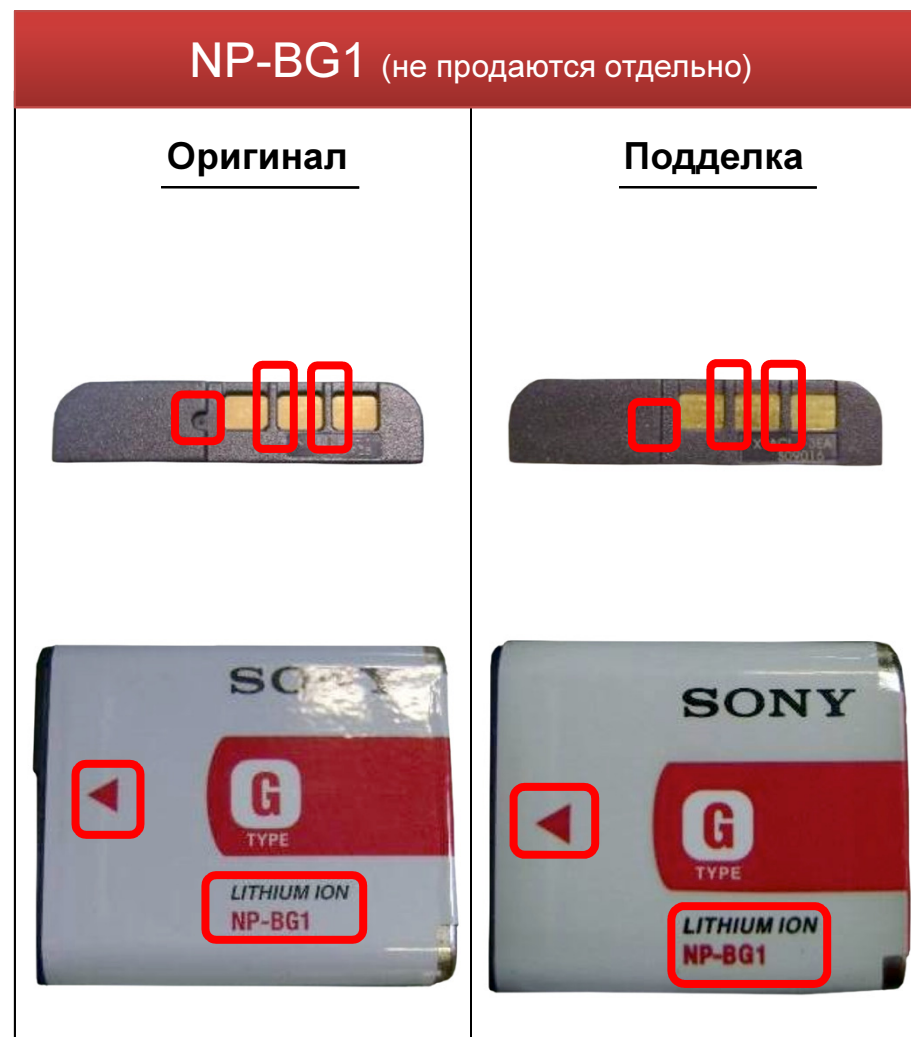 NP-BG1 (не продаются отдельно)
Оригинал
Подделка
SONY
G
TYPE
LITHIUM ION
NP-BG1
SONY
G
TYPE
LITHIUM ION
NP-BG1